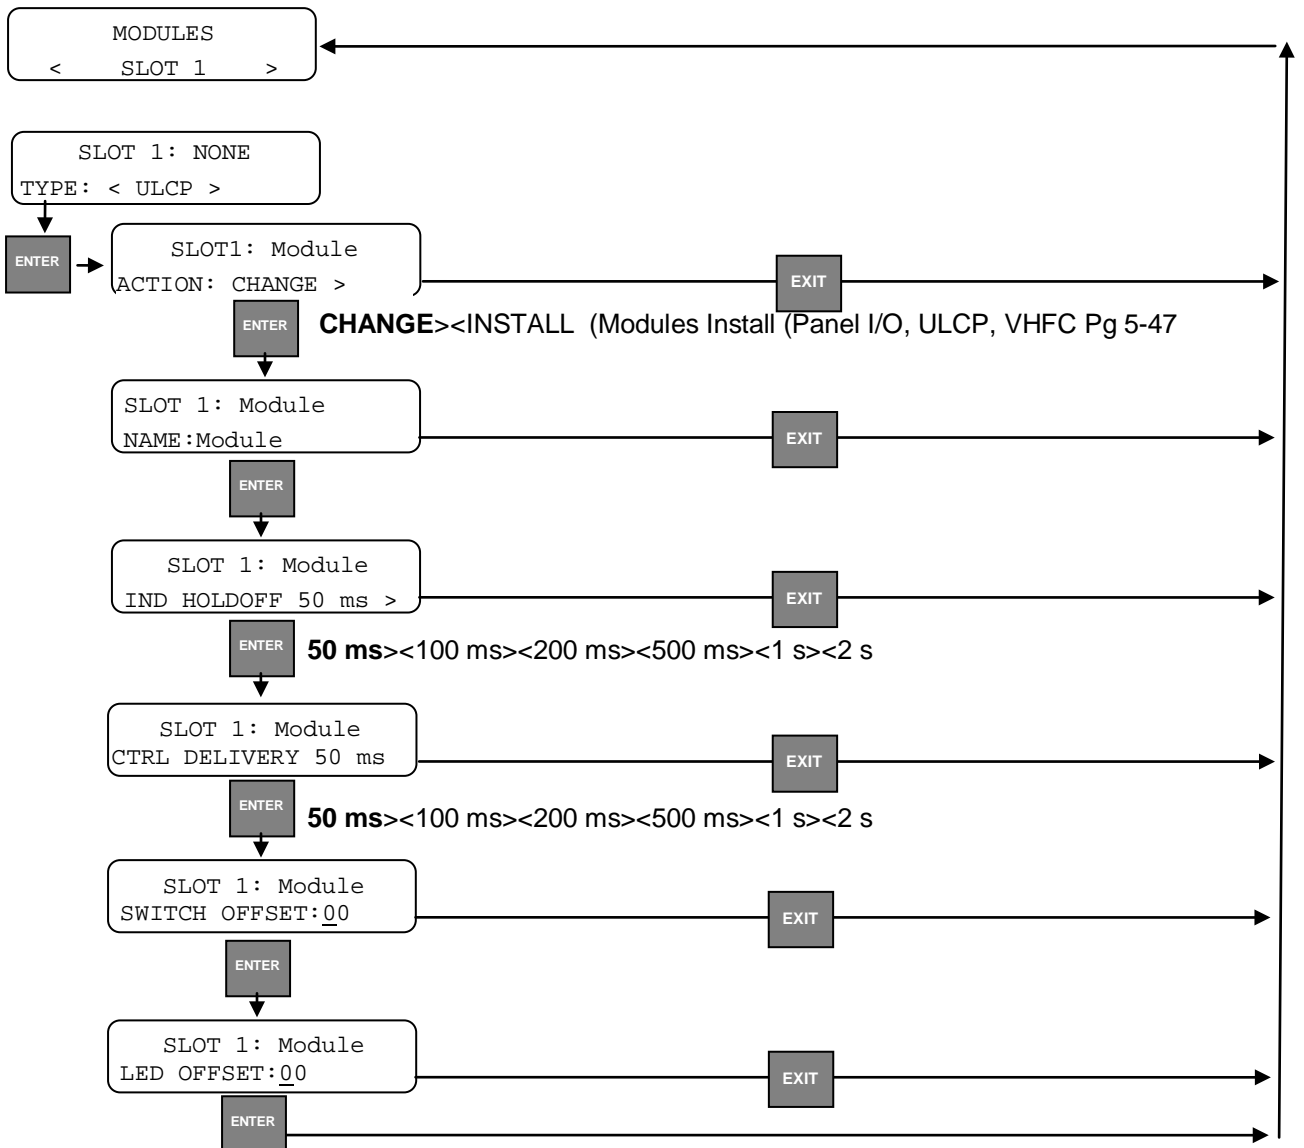 MODULES
< SLOT 1 >
SLOT 1: NONE
TYPE: < ULCP >
ENTER
SLOT1: Module
ACTION: CHANGE >
EXIT
ENTER
CHANGE><INSTALL (Modules Install (Panel I/O, ULCP, VHFC Pg 5-47
SLOT 1: Module
NAME:Module
EXIT
ENTER
SLOT 1: Module
IND HOLDOFF 50 ms >
EXIT
ENTER
50 ms><100 ms><200 ms><500 ms><1 s><2 s
SLOT 1: Module
CTRL DELIVERY 50 ms
EXIT
ENTER
50 ms><100 ms><200 ms><500 ms><1 s><2 s
SLOT 1: Module
SWITCH OFFSET:00
EXIT
ENTER
SLOT 1: Module
LED OFFSET:00
EXIT
ENTER